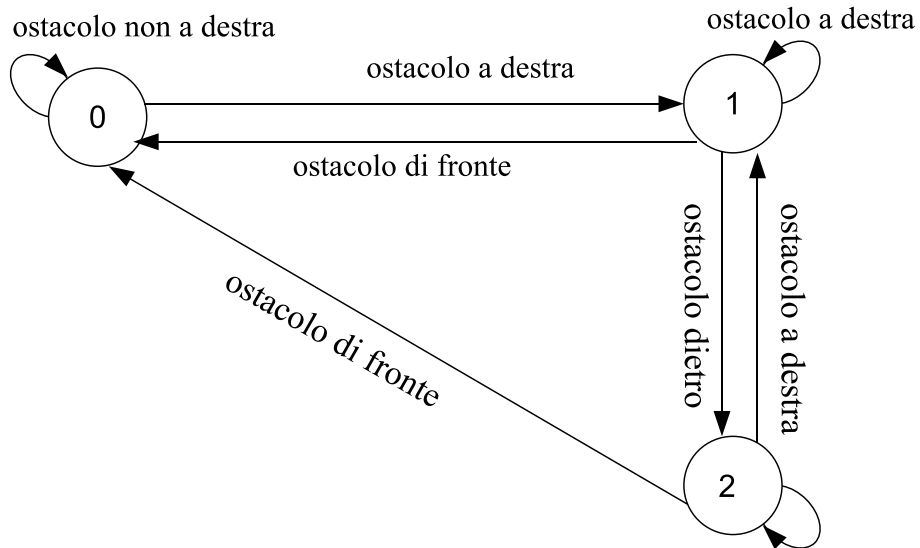 ostacolo non a destra
ostacolo a destra
ostacolo a destra
0
1
ostacolo di fronte
ostacolo di fronte
ostacolo dietro
ostacolo a destra
2